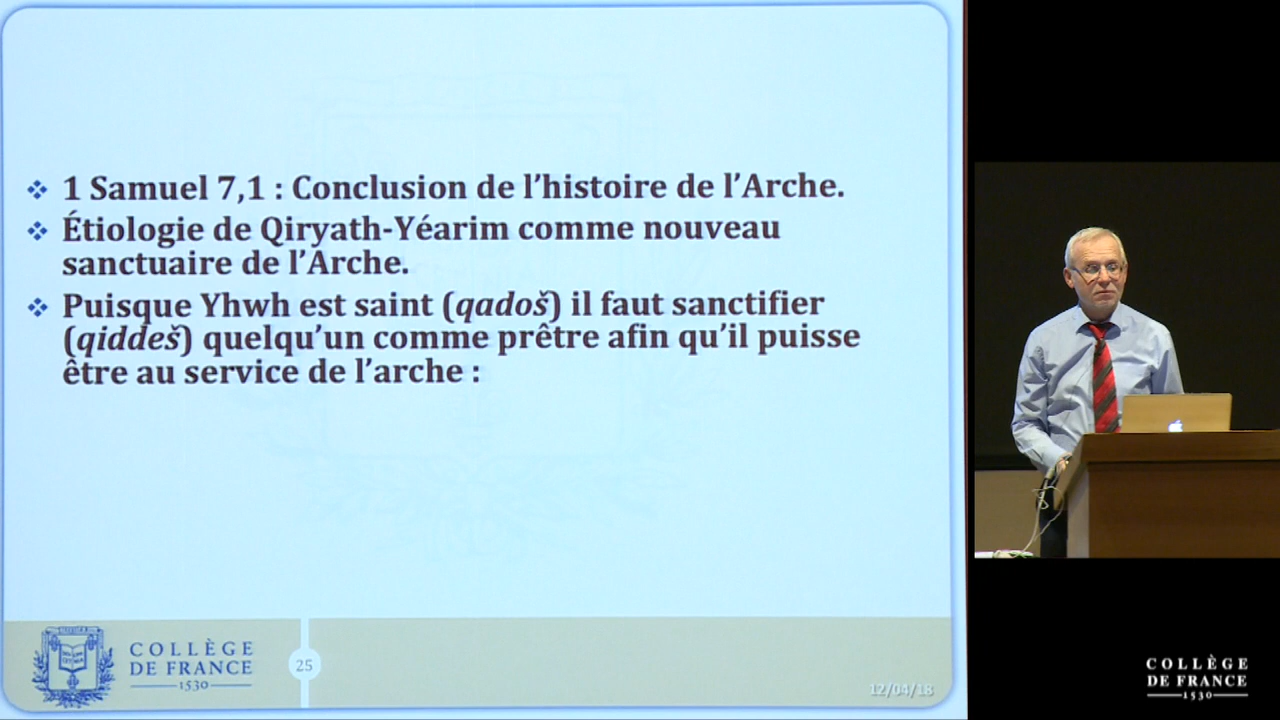 1 Samuel 7,1 : Conclusion de l’histoire de l’Arche.
Étiologie de Qiryath-Yéarim comme nouveau
sanctuaire de l’Arche.
Puisque Yhwh est saint (qadoš) il faut sanctifier
(qiddeš) quelqu’un comme prêtre afin qu’il puisse
être au service de l’arche :
COLLÈGE
DE FRANCE
1530
25
12/04/18
COLLÈGE
DE FRANCE
1530